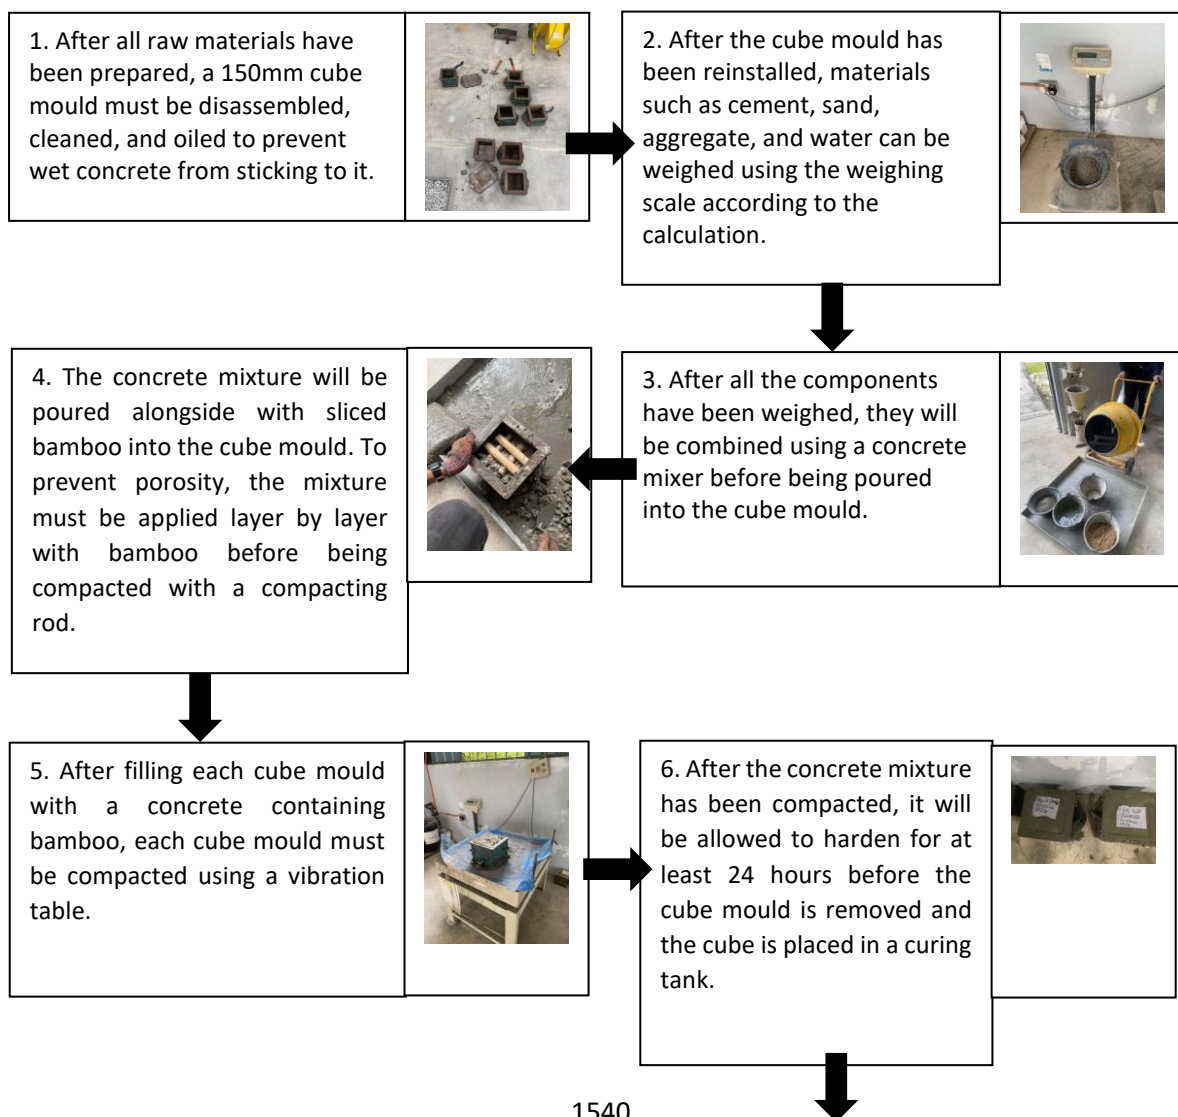 1. After all raw materials have
been prepared, a 150mm cube
mould must be disassembled,
cleaned, and oiled to prevent
wet concrete from sticking to it.
2. After the cube mould has
been reinstalled, materials
such as cement, sand,
aggregate, and water can be
weighed using the weighing
scale according to the
calculation.
3. After all the components
have been weighed, they will
be combined using a concrete
mixer before being poured
into the cube mould.
4. The concrete mixture will be
poured alongside with sliced
bamboo into the cube mould. To
prevent porosity, the mixture
must be applied layer by layer
with bamboo before being
compacted with a compacting
rod.
5. After filling each cube mould
with a concrete containing
bamboo, each cube mould must
be compacted using a vibration
table.
6. After the concrete mixture
has been compacted, it will
be allowed to harden for at
least 24 hours before the
cube mould is removed and
the cube is placed in a curing
tank.
1540